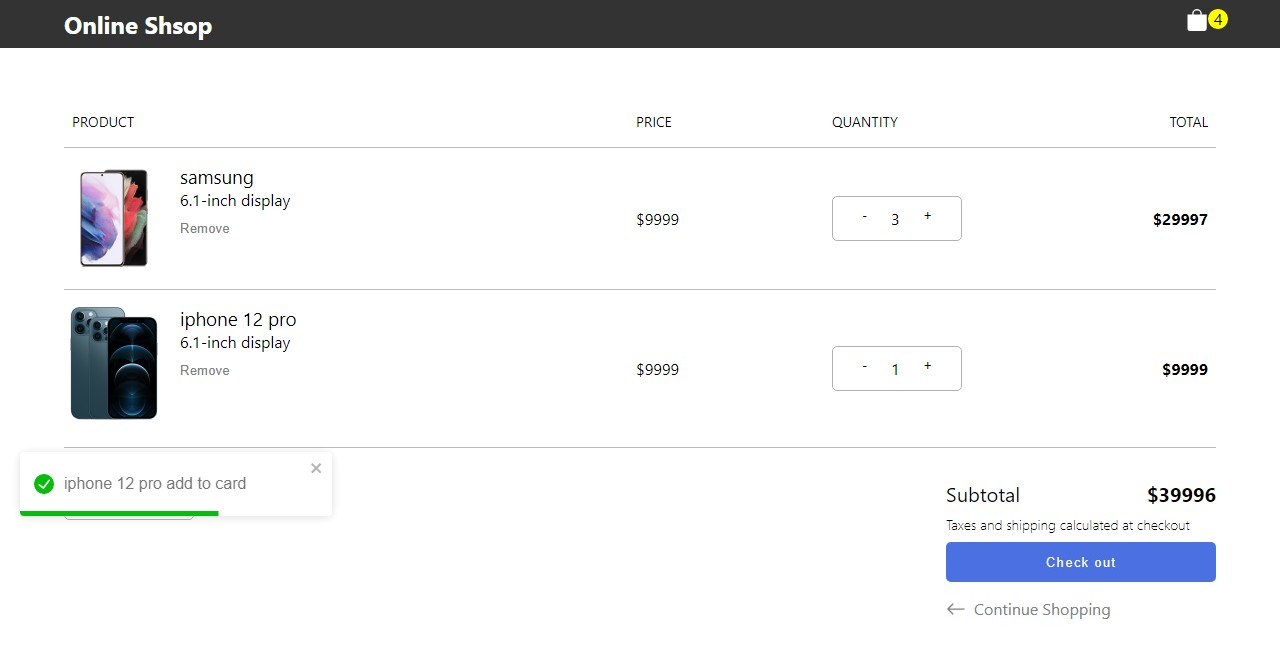 Online Shsop
4
PRODUCT PRICE QUANTITY TOTAL
samsung
6.1-inch display
Remove
$9999
- 3 +
$29997
iphone 12 pro
6.1-inch display
Remove
$9999
- 1 +
$9999
iphone 12 pro add to card
Subtotal $39996
Taxes and shipping calculated at checkout
Check out
← Continue Shopping